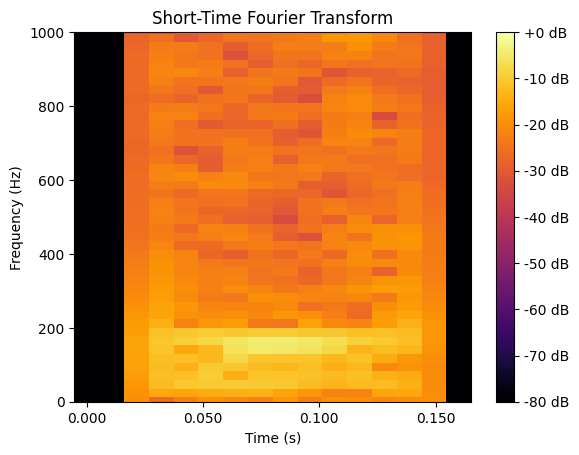 Short-Time Fourier Transform
1000
800
600
400
200
0
Frequency (Hz)
0.000
0.050
0.100
0.150
Time (s)
+0 dB
-10 dB
-20 dB
-30 dB
-40 dB
-50 dB
-60 dB
-70 dB
-80 dB